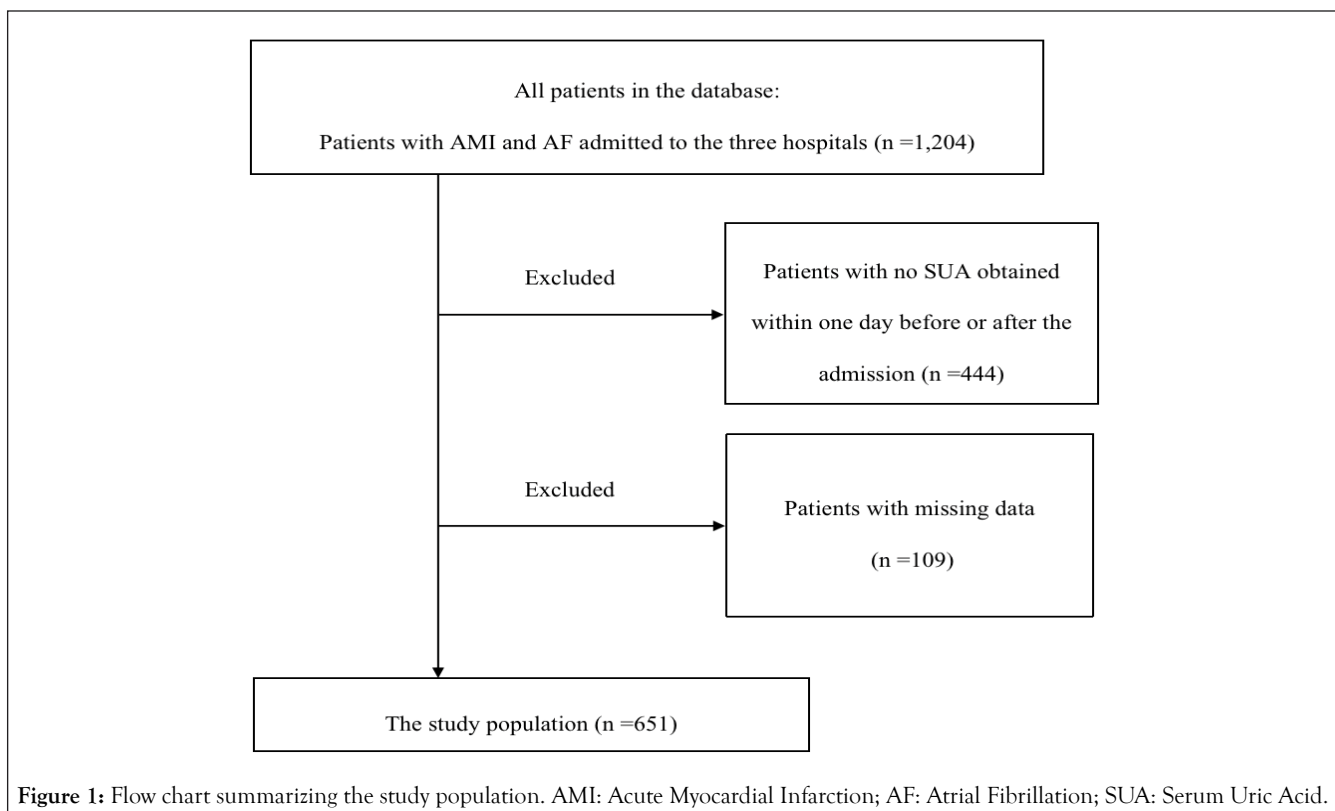 All patients in the database:
Patients with AMI and AF admitted to the three hospitals (n =1,204)
Excluded
Patients with no SUA obtained
within one day before or after the
admission (n =444)
Excluded
Patients with missing data
(n =109)
The study population (n =651)
Figure 1: Flow chart summarizing the study population. AMI: Acute Myocardial Infarction; AF: Atrial Fibrillation; SUA: Serum Uric Acid.